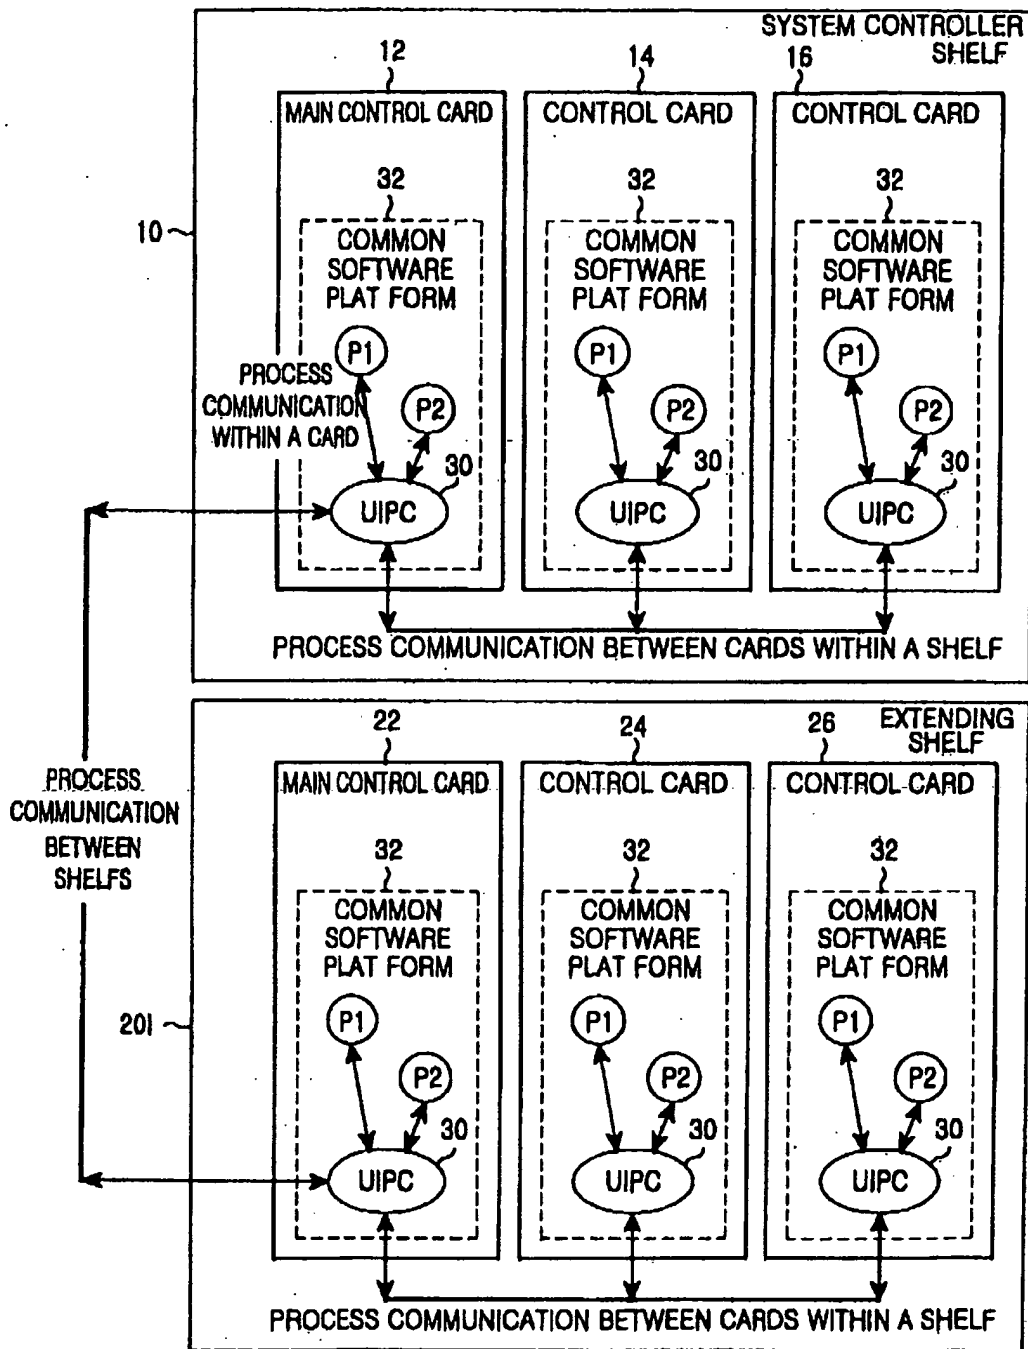 SYSTEM CONTROLLER
SHELF
12
14
16
MAIN CONTROL CARD
CONTROL CARD
CONTROL CARD
32
32
32
10
COMMON
SOFTWARE
PLAT FORM
COMMON
SOFTWARE
PLAT FORM
COMMON
SOFTWARE
PLAT FORM
P1
P1
P1
PROCESS
COMMUNICATION
WITHIN A CARD
P2
P2
P2
30
30
30
UIPC
UIPC
UIPC
PROCESS COMMUNICATION BETWEEN CARDS WITHIN A SHELF
EXTENDING
SHELF
22
24
26
MAIN CONTROL CARD
CONTROL CARD
CONTROL CARD
PROCESS
COMMUNICATION
BETWEEN
SHELFS
32
32
32
COMMON
SOFTWARE
PLAT FORM
COMMON
SOFTWARE
PLAT FORM
COMMON
SOFTWARE
PLAT FORM
201
P1
P1
P1
P2
P2
P2
30
30
30
UIPC
UIPC
UIPC
PROCESS COMMUNICATION BETWEEN CARDS WITHIN A SHELF